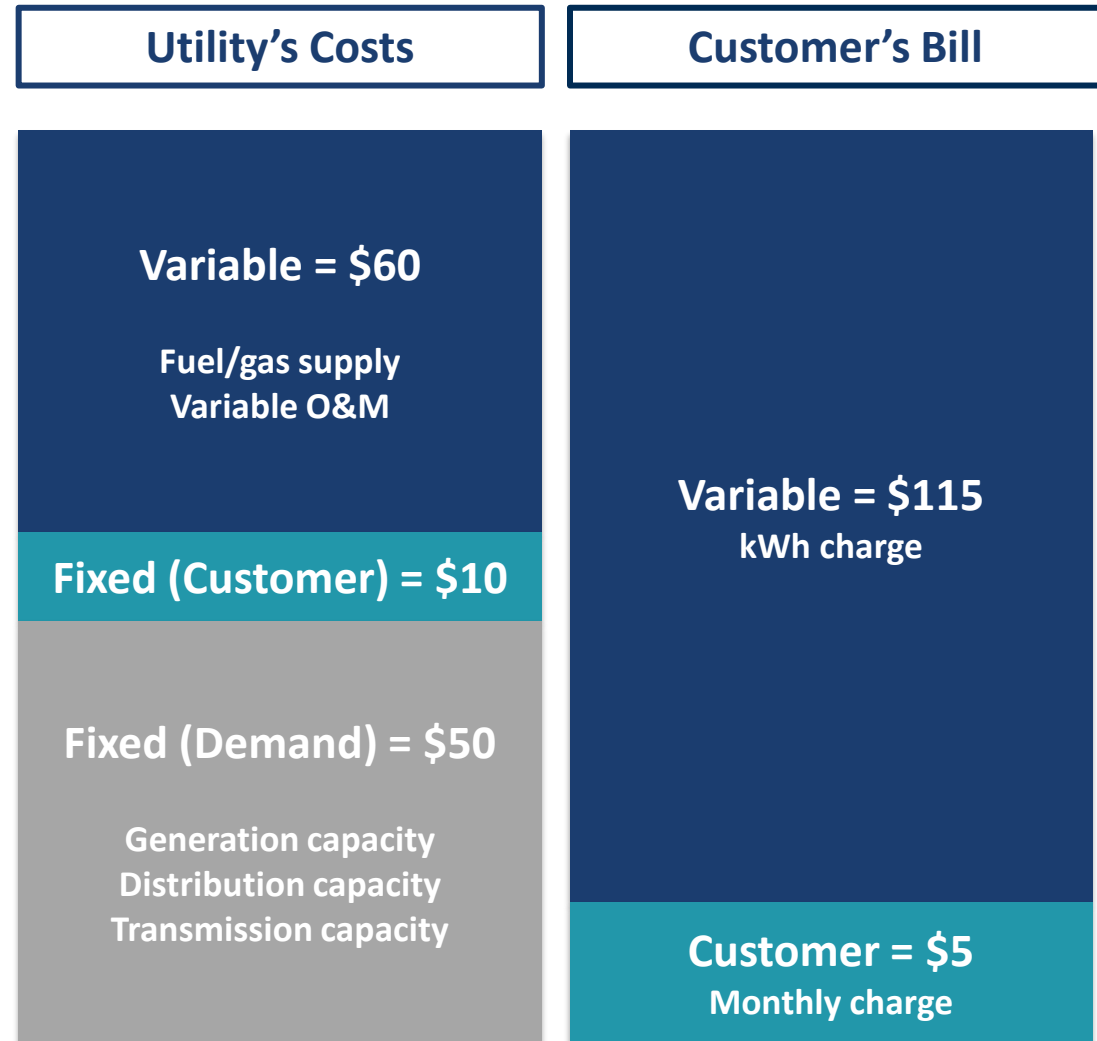 Utility’s Costs
Customer’s Bill
Variable = $60
Fuel/gas supply
Variable O&M
Fixed (Customer) = $10
Fixed (Demand) = $50
Generation capacity
Distribution capacity
Transmission capacity
Variable = $115
kWh charge
Customer = $5
Monthly charge